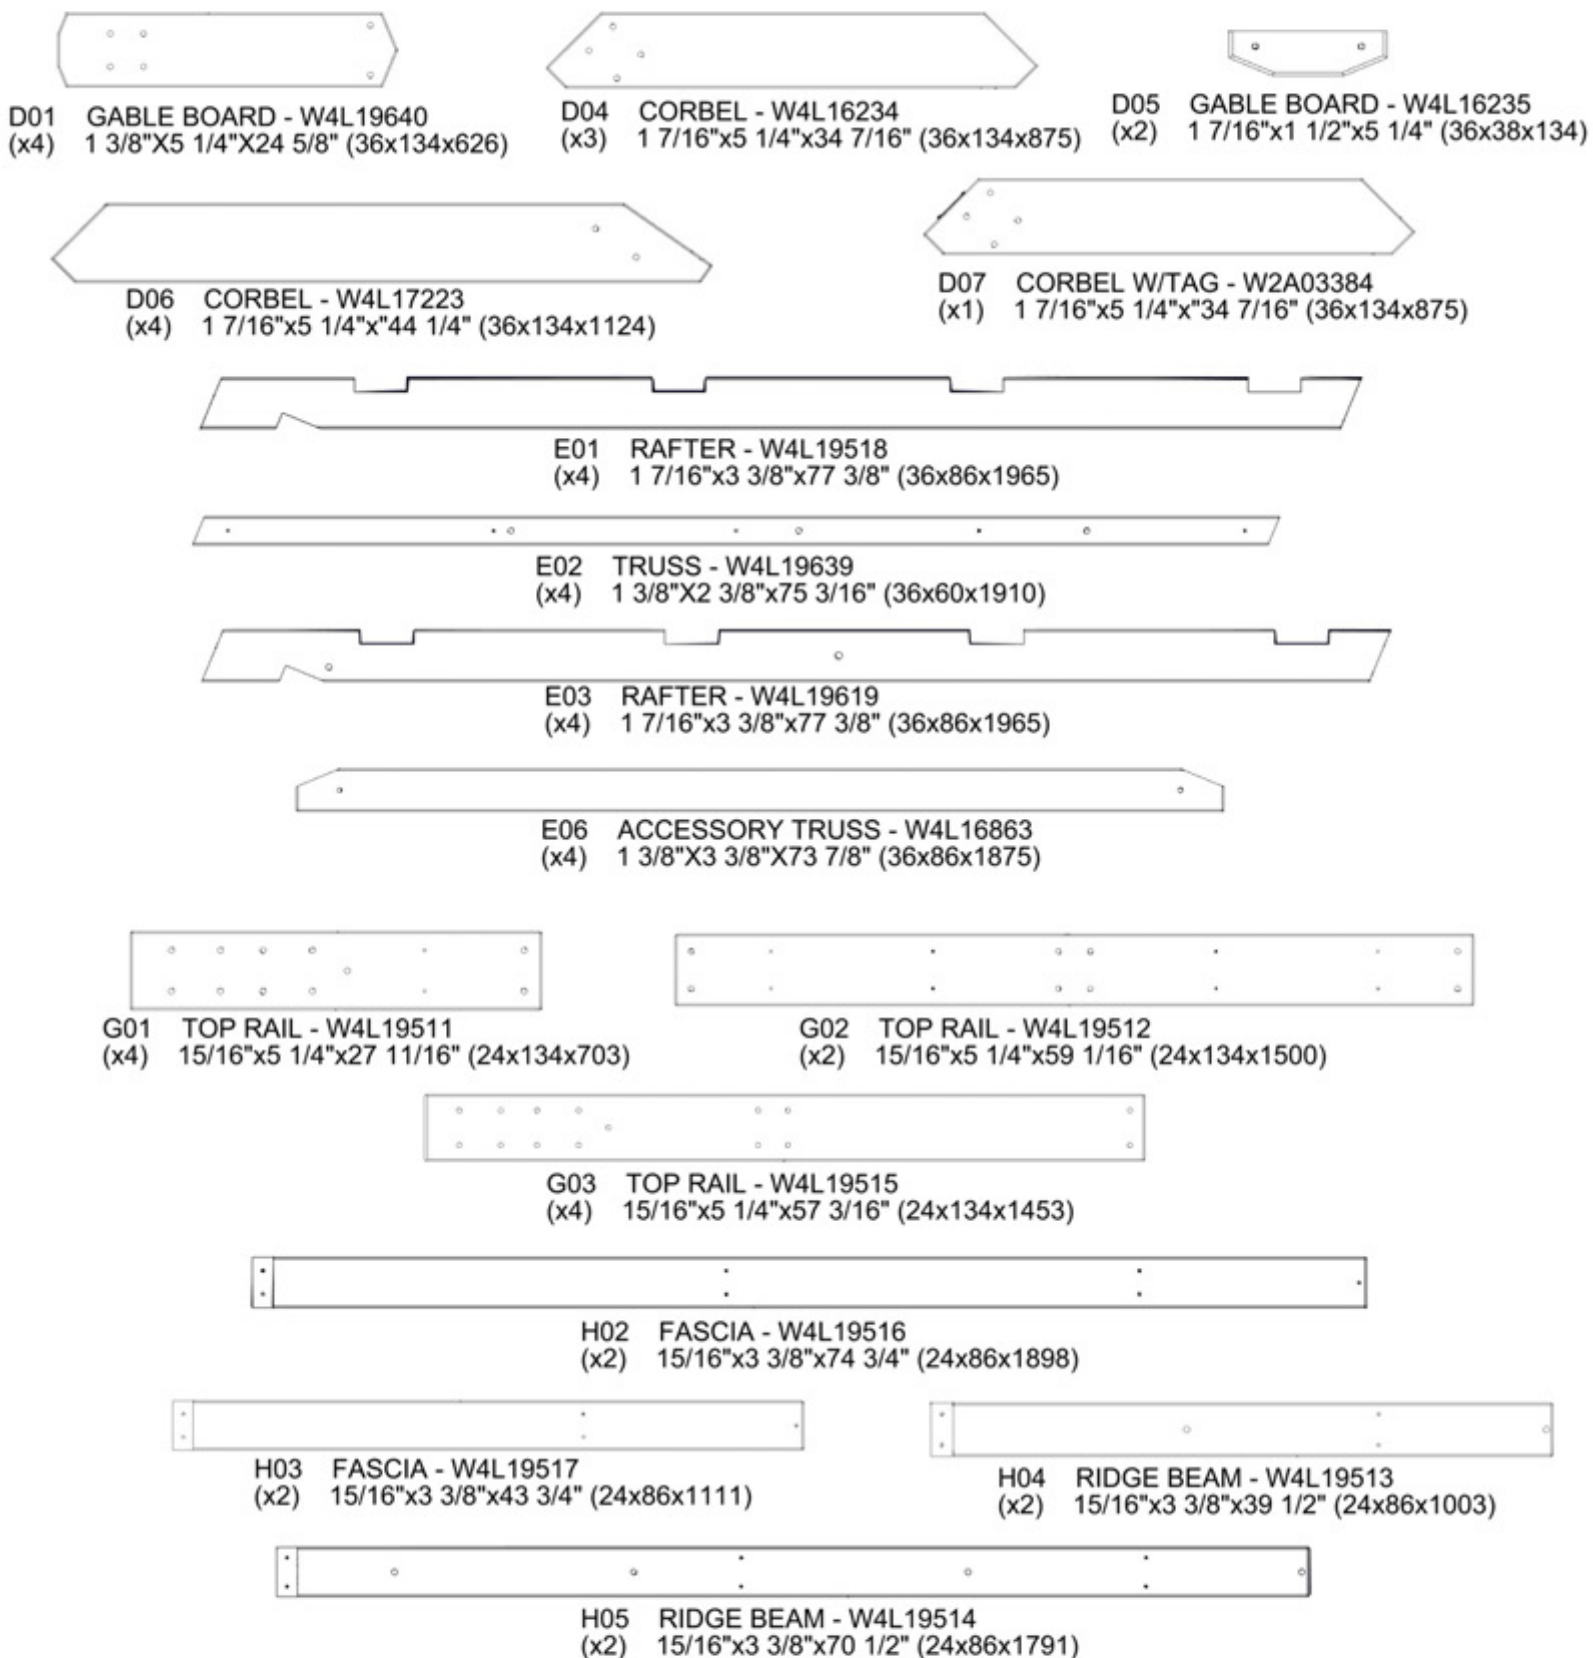 D01 GABLE BOARD - W4L19640
(x4) 1 3/8"X5 1/4"X24 5/8" (36x134x626)
D04 CORBEL - W4L16234
(x3) 1 7/16"x5 1/4"x34 7/16" (36x134x875)
D05 GABLE BOARD - W4L16235
(x2) 1 7/16"x1 1/2"x5 1/4" (36x38x134)
D06 CORBEL - W4L17223
(x4) 1 7/16"x5 1/4"x"44 1/4" (36x134x1124)
D07 CORBEL W/TAG - W2A03384
(x1) 1 7/16"x5 1/4"x"34 7/16" (36x134x875)
E01 RAFTER - W4L19518
(x4) 1 7/16"x3 3/8"x77 3/8" (36x86x1965)
E02 TRUSS - W4L19639
(x4) 1 3/8"X2 3/8"x75 3/16" (36x60x1910)
E03 RAFTER - W4L19619
(x4) 1 7/16"x3 3/8"x77 3/8" (36x86x1965)
E06 ACCESSORY TRUSS - W4L16863
(x4) 1 3/8"X3 3/8"X73 7/8" (36x86x1875)
G01 TOP RAIL - W4L19511
(x4) 15/16"x5 1/4"x27 11/16" (24x134x703)
G02 TOP RAIL - W4L19512
(x2) 15/16"x5 1/4"x59 1/16" (24x134x1500)
G03 TOP RAIL - W4L19515
(x4) 15/16"x5 1/4"x57 3/16" (24x134x1453)
H02 FASCIA - W4L19516
(x2) 15/16"x3 3/8"x74 3/4" (24x86x1898)
H03 FASCIA - W4L19517
(x2) 15/16"x3 3/8"x43 3/4" (24x86x1111)
H04 RIDGE BEAM - W4L19513
(x2) 15/16"x3 3/8"x39 1/2" (24x86x1003)
H05 RIDGE BEAM - W4L19514
(x2) 15/16"x3 3/8"x70 1/2" (24x86x1791)